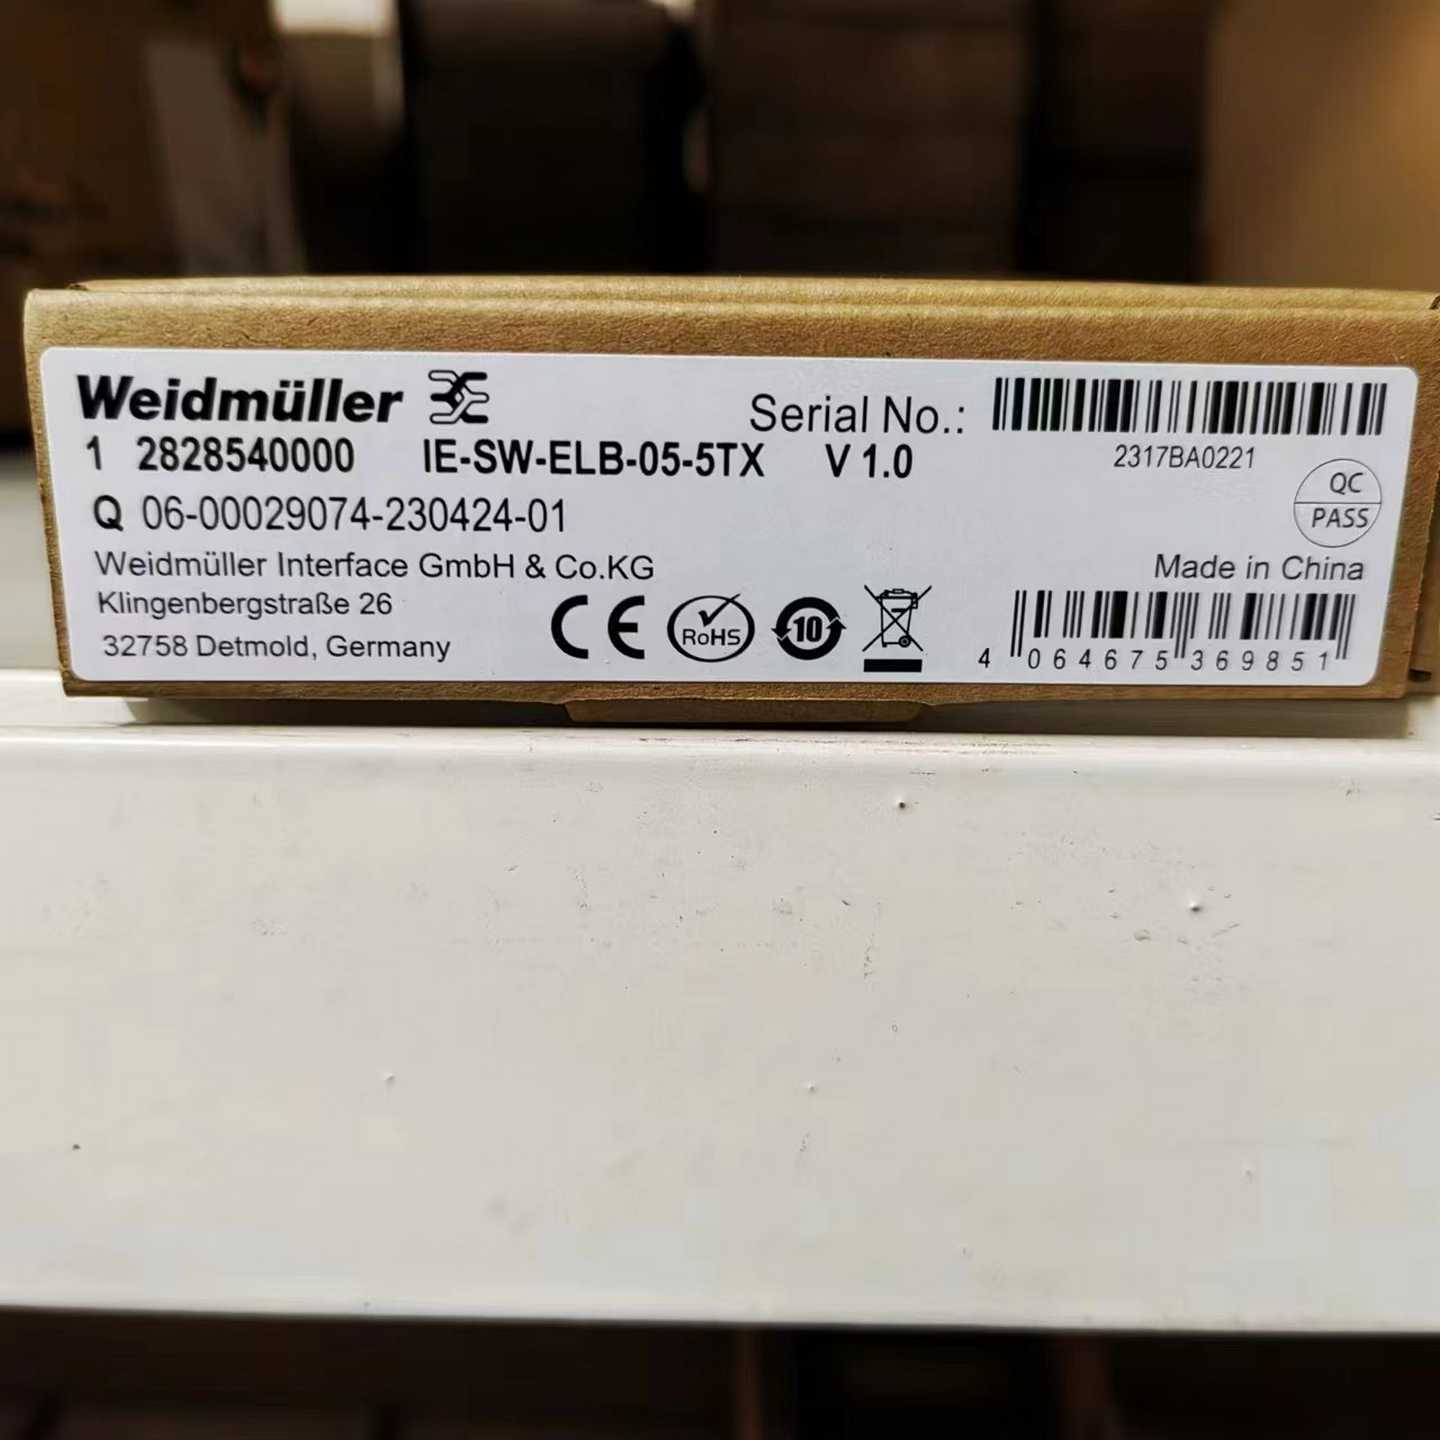 Weidmüller
Serial No.:
2317BA0221
1 2828540000 IE-SW-ELB-05-5TX V 1.0
Q 06-00029074-230424-01
QC
PASS
Weidmüller Interface GmbH & Co.KG
Made in China
Klingenbergstraße 26
32758 Detmold, Germany
CE
RoHS
10
4 064675 369851